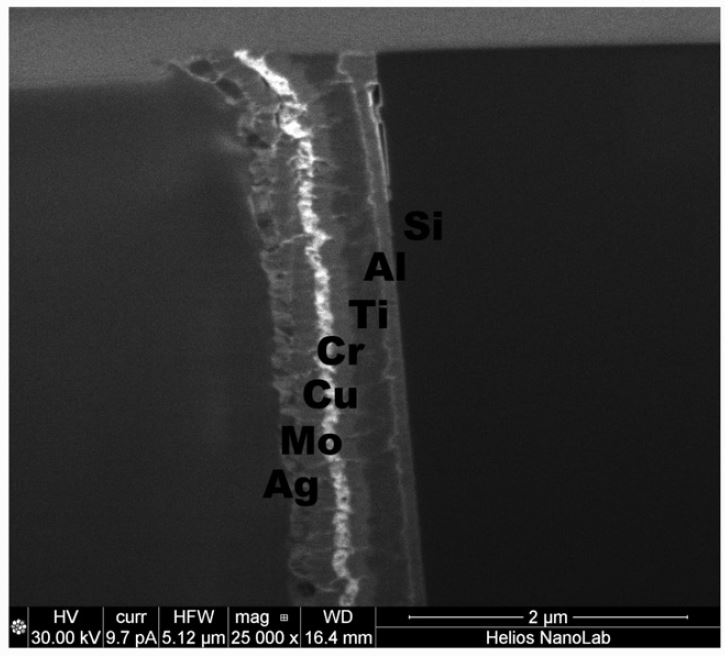 Si
Al
Ti
Cr
Cu
Mo
Ag
HV curr HFW mag WD 2 μm
30.00 kV 9.7 pA 5.12 μm 25 000 x 16.4 mm Helios NanoLab